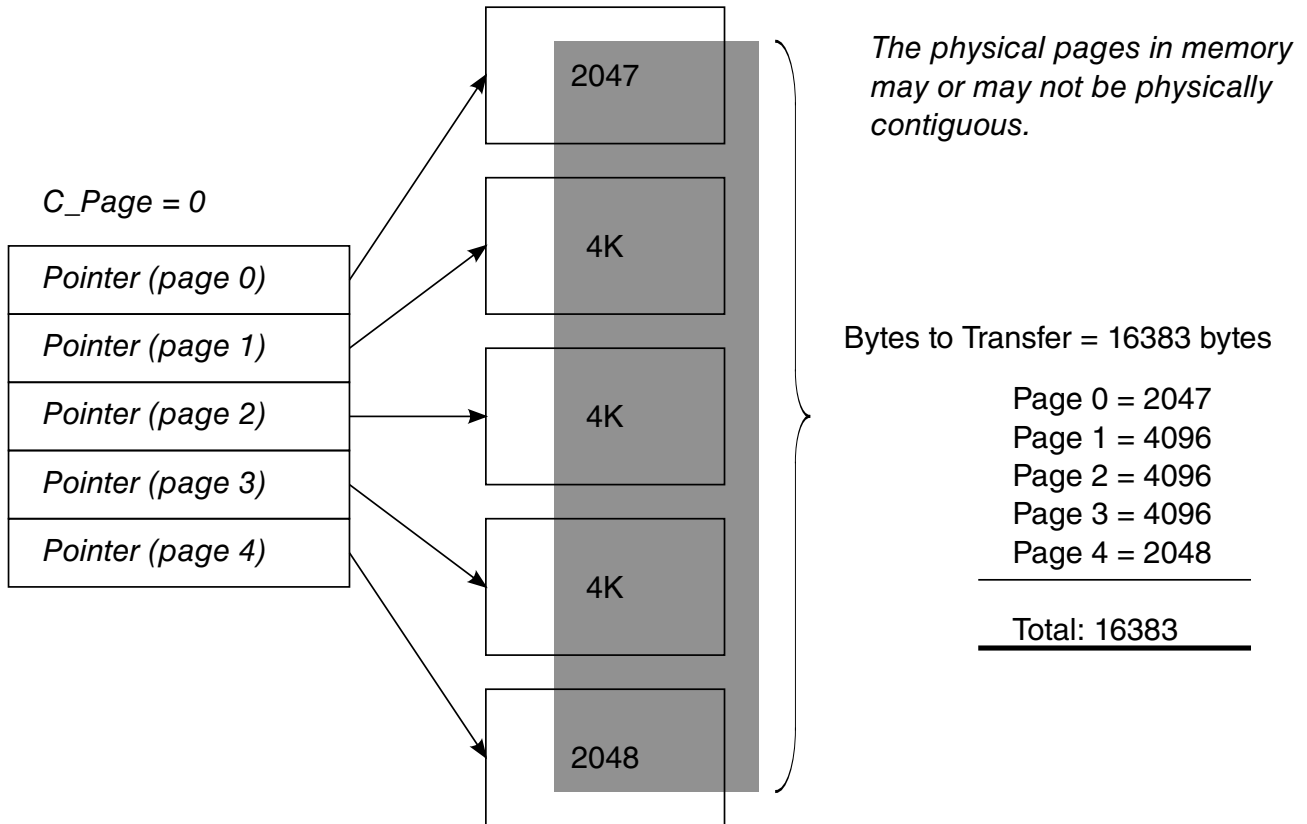 The physical pages in memory
may or may not be physically
contiguous.
C_Page = 0
Pointer (page 0)
Pointer (page 1)
Pointer (page 2)
Pointer (page 3)
Pointer (page 4)
2047
4K
4K
4K
2048
Bytes to Transfer = 16383 bytes
Page 0 = 2047
Page 1 = 4096
Page 2 = 4096
Page 3 = 4096
Page 4 = 2048
Total: 16383